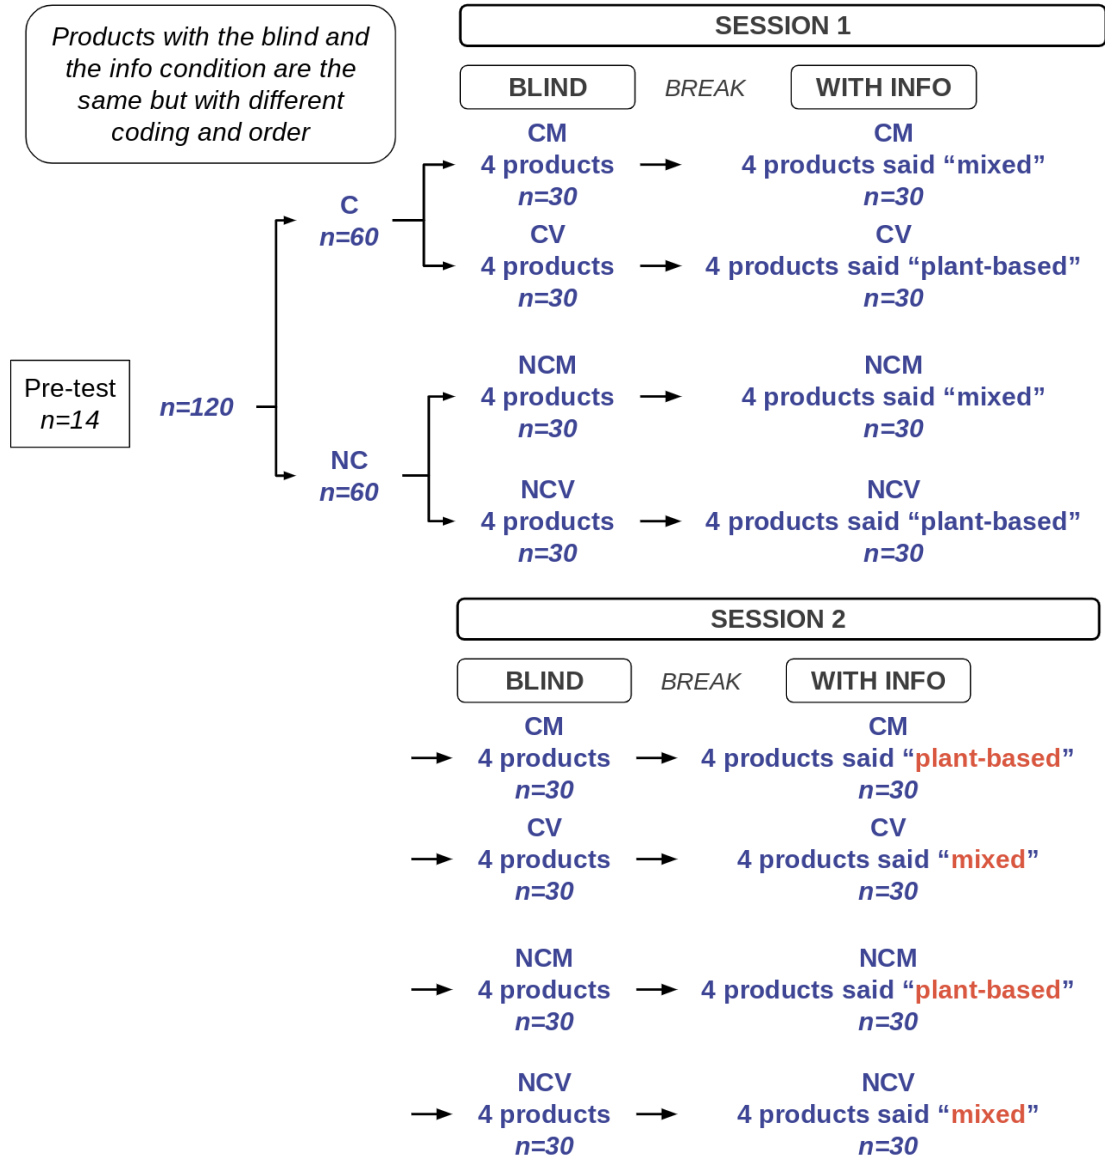 Products with the blind and
the info condition are the
same but with different
coding and order
SESSION 1
BLIND
BREAK
WITH INFO
CM
4 products
n=30
CM
4 products said “mixed”
n=30
C
n=60
CV
4 products
n=30
CV
4 products said “plant-based”
n=30
Pre-test
n=14
n=120
NCM
4 products
n=30
NCM
4 products said “mixed”
n=30
NC
n=60
NCV
4 products
n=30
NCV
4 products said “plant-based”
n=30
SESSION 2
BLIND
BREAK
WITH INFO
CM
4 products
n=30
CM
4 products said “plant-based”
n=30
CV
4 products
n=30
CV
4 products said “mixed”
n=30
NCM
4 products
n=30
NCM
4 products said “plant-based”
n=30
NCV
4 products
n=30
NCV
4 products said “mixed”
n=30